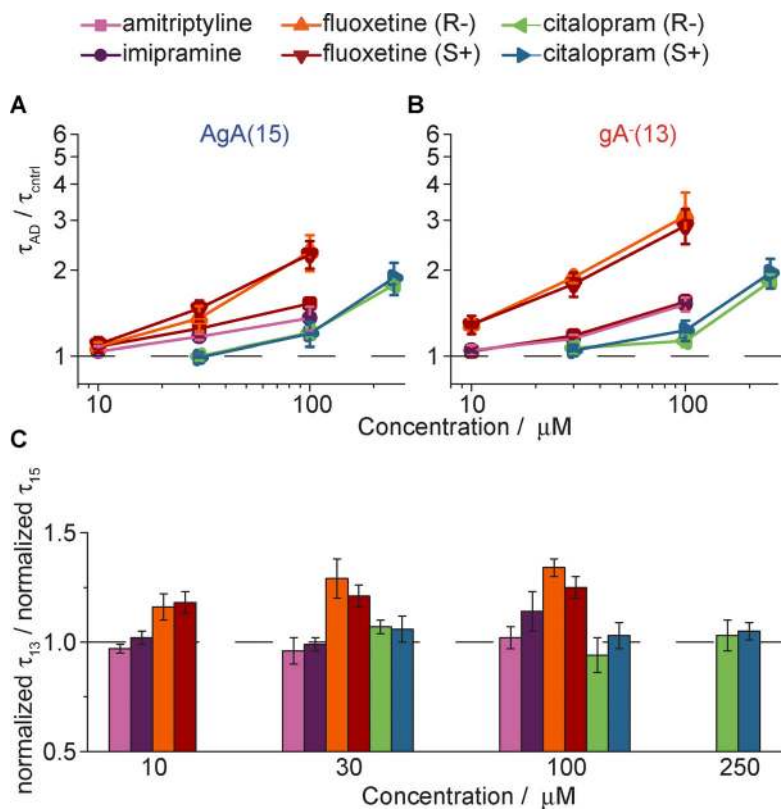 amitriptyline fluoxetine (R-) citalopram (R-)
imipramine fluoxetine (S+) citalopram (S+)
A B
AgA(15) gA⁻(13)
τAD / τcntrl
6 6
5 5
4 4
3 3
2 2
1 1
10 100 10 100
Concentration / μM
C
normalized τ13 / normalized τ15
1.5
1.0
0.5
10 30 100 250
Concentration / μM